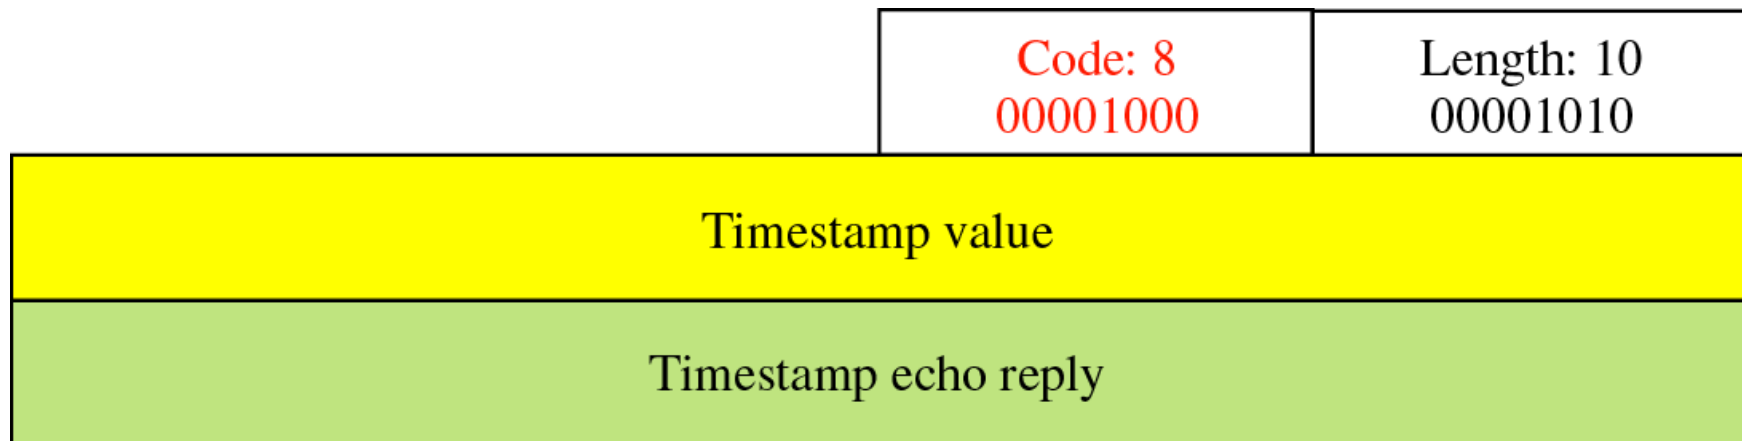 Code: 8
00001000
Length: 10
00001010
Timestamp value
Timestamp echo reply